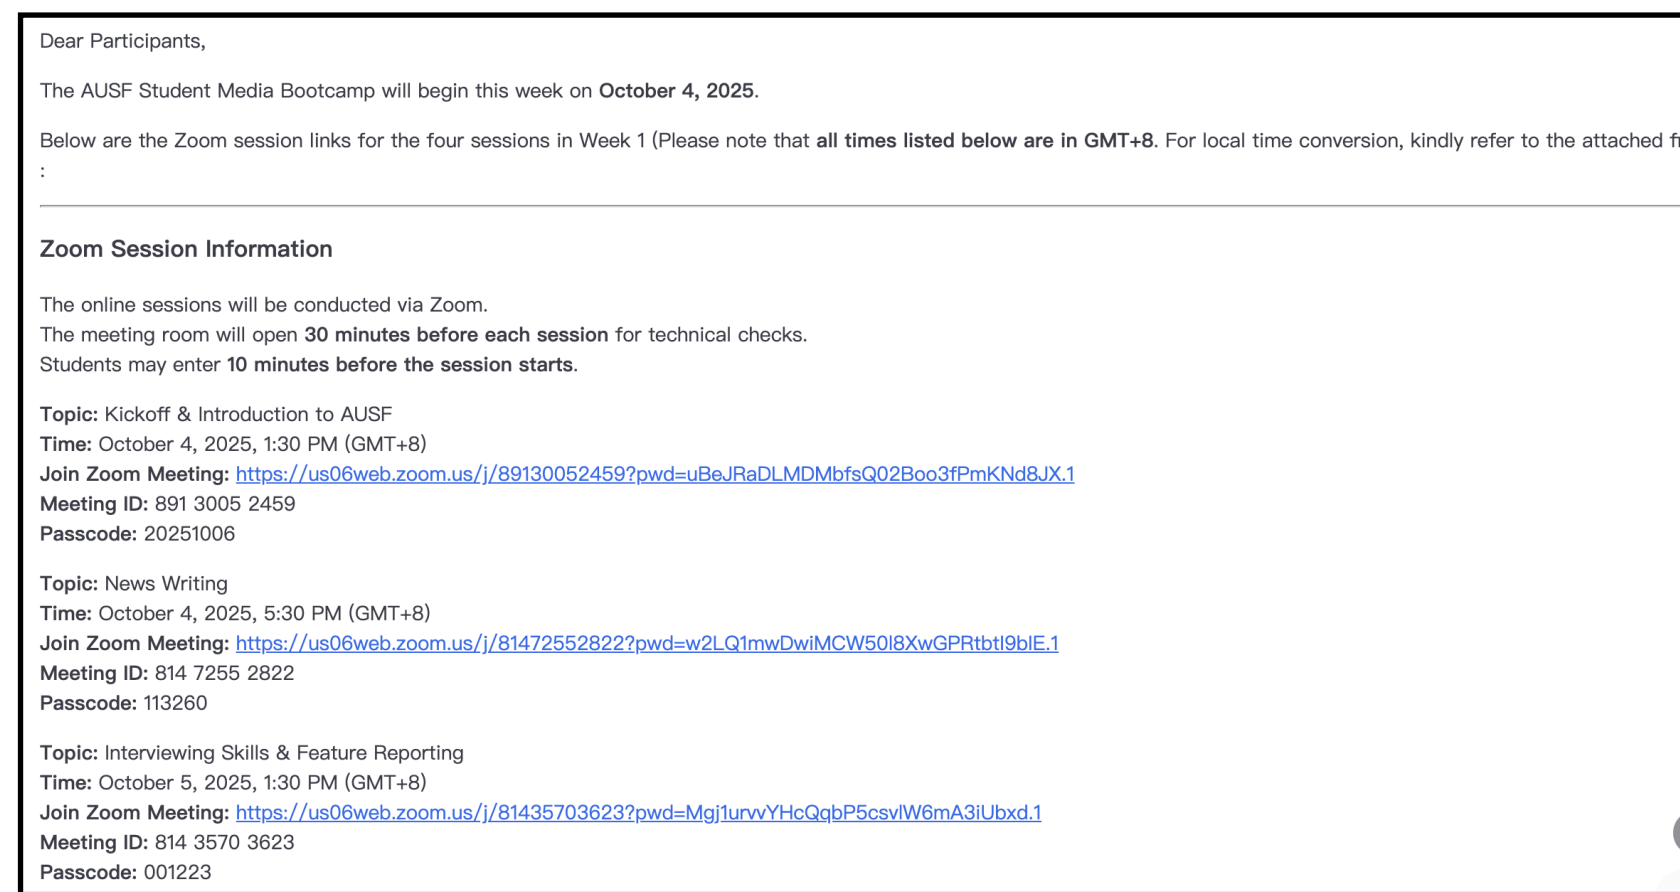 Dear Participants,
The AUSF Student Media Bootcamp will begin this week on October 4, 2025.
Below are the Zoom session links for the four sessions in Week 1 (Please note that all times listed below are in GMT+8. For local time conversion, kindly refer to the attached
:
Zoom Session Information
The online sessions will be conducted via Zoom.
The meeting room will open 30 minutes before each session for technical checks.
Students may enter 10 minutes before the session starts.
Topic: Kickoff & Introduction to AUSF
Time: October 4, 2025, 1:30 PM (GMT+8)
Join Zoom Meeting: https://us06web.zoom.us/j/89130052459?pwd=uBeJRaDLMDMbfsQ02Boo3fPmKNd8JX.1
Meeting ID: 891 3005 2459
Passcode: 20251006
Topic: News Writing
Time: October 4, 2025, 5:30 PM (GMT+8)
Join Zoom Meeting: https://us06web.zoom.us/j/81472552822?pwd=w2LQ1mwDwiMCW50l8XwGPRtbtI9blE.1
Meeting ID: 814 7255 2822
Passcode: 113260
Topic: Interviewing Skills & Feature Reporting
Time: October 5, 2025, 1:30 PM (GMT+8)
Join Zoom Meeting: https://us06web.zoom.us/j/81435703623?pwd=Mgj1urvvYHcQqbP5csvlW6mA3iUbxd.1
Meeting ID: 814 3570 3623
Passcode: 001223